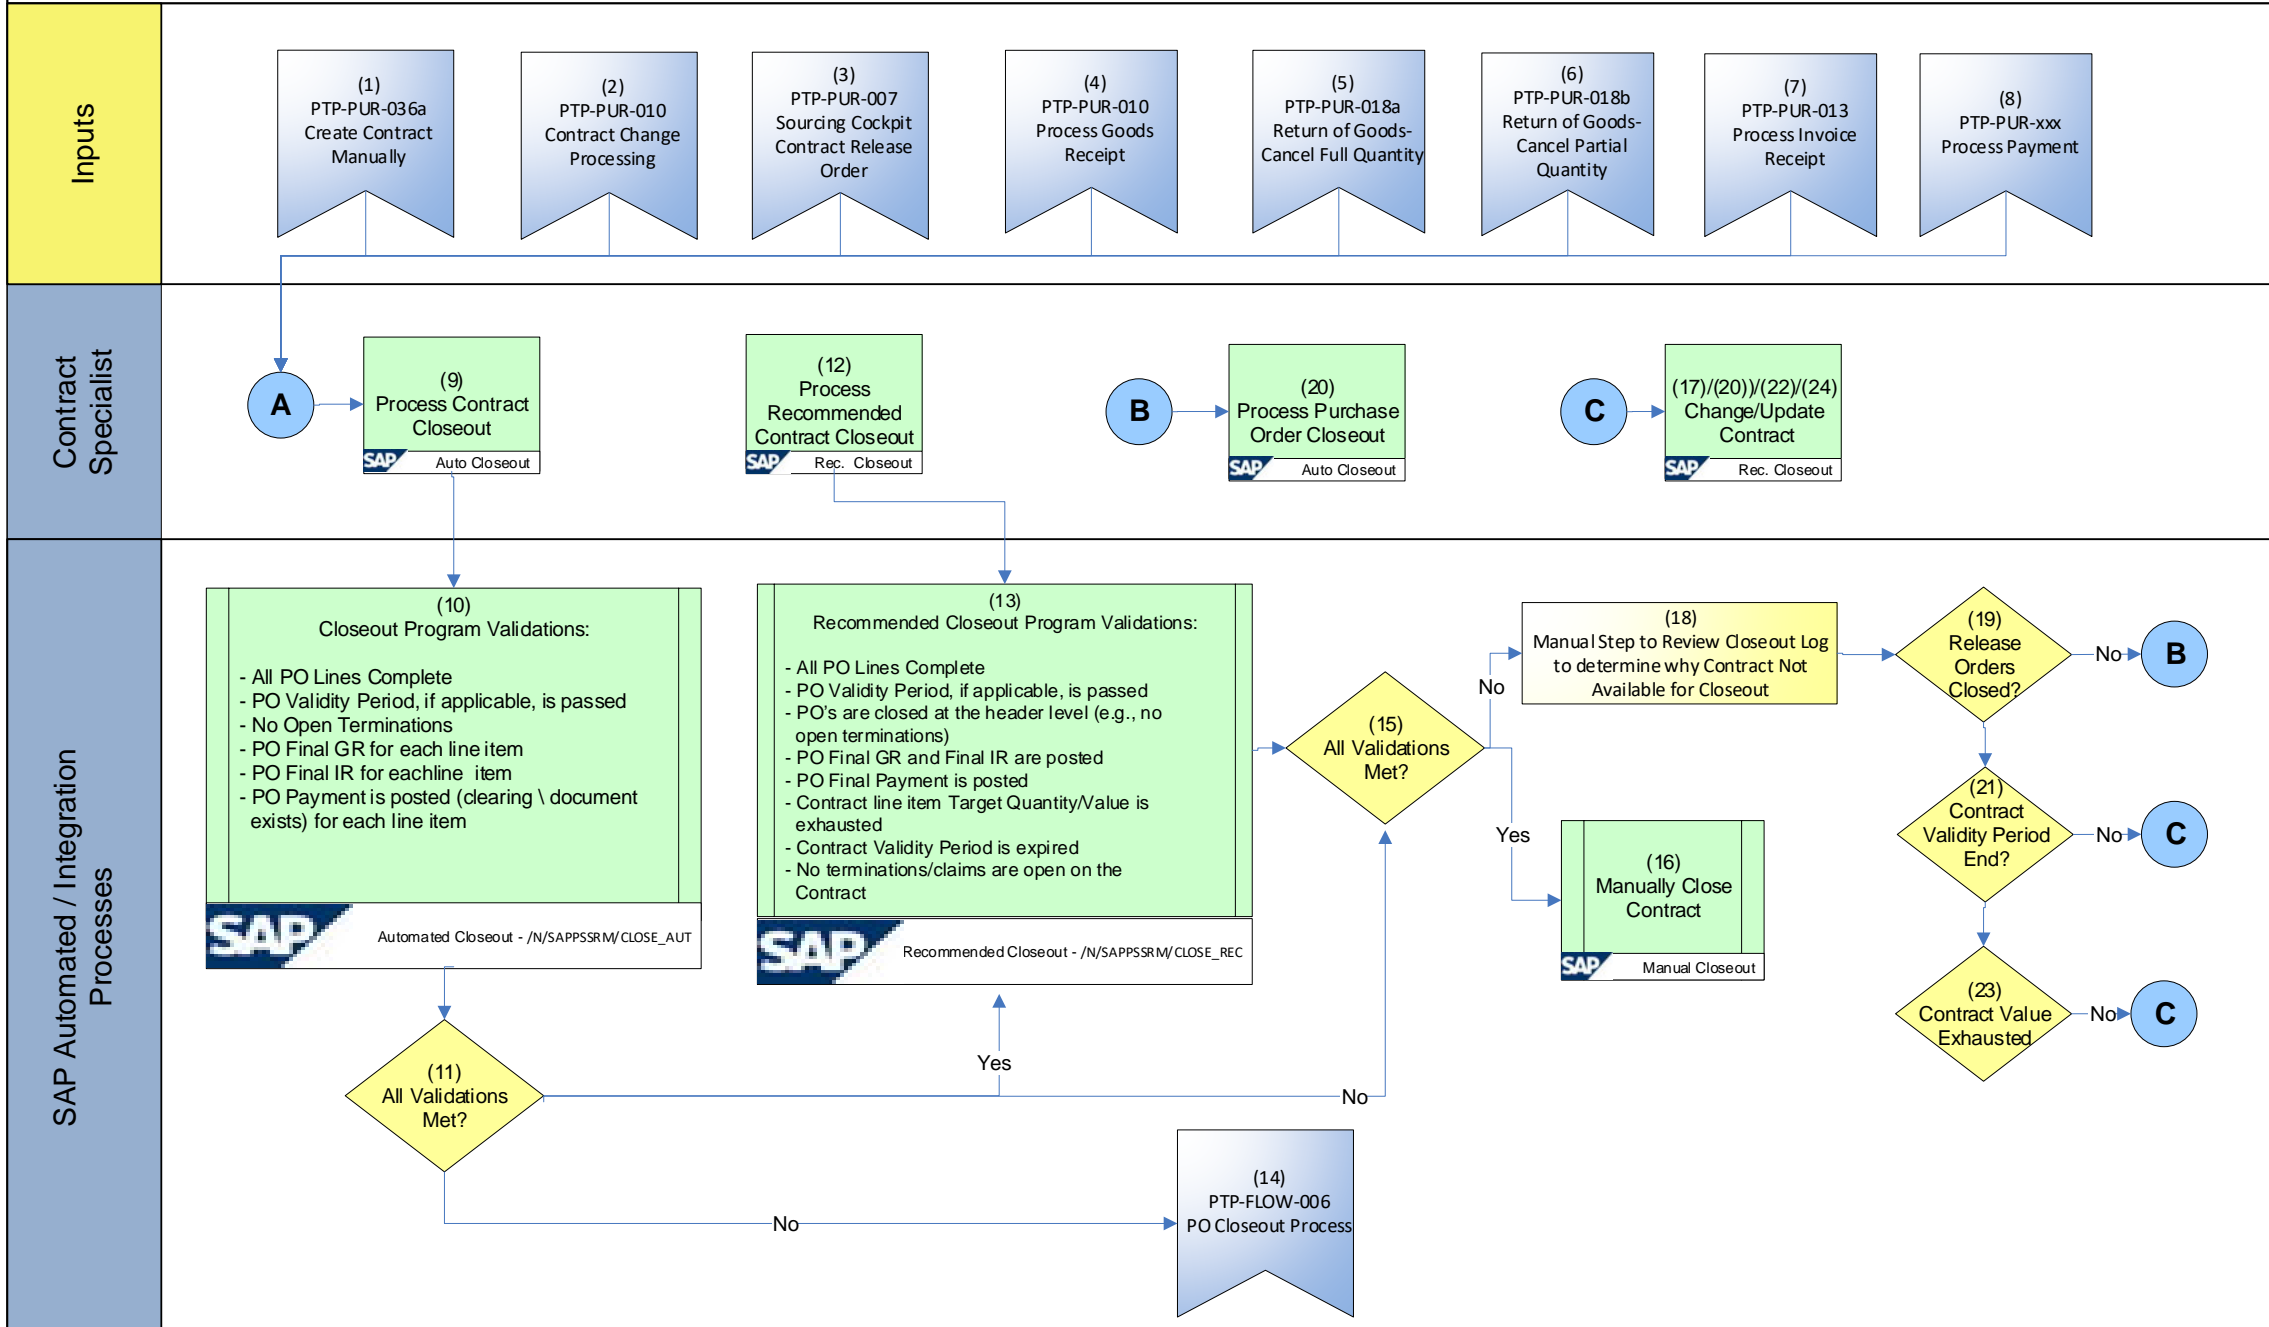 Inputs
(1)
PTP-PUR-036a
Create Contract
Manually
(2)
PTP-PUR-010
Contract Change
Processing
(3)
PTP-PUR-007
Sourcing Cockpit
Contract Release
Order
(4)
PTP-PUR-010
Process Goods
Receipt
(5)
PTP-PUR-018a
Return of Goods-
Cancel Full Quantity
(6)
PTP-PUR-018b
Return of Goods-
Cancel Partial
Quantity
(7)
PTP-PUR-013
Process Invoice
Receipt
(8)
PTP-PUR-xxx
Process Payment
Contract
Specialist
A
(9)
Process Contract
Closeout
SAP
Auto Closeout
(12)
Process
Recommended
Contract Closeout
SAP
Rec. Closeout
B
(20)
Process Purchase
Order Closeout
SAP
Auto Closeout
C
(17)/(20))/(22)/(24)
Change/Update
Contract
SAP
Rec. Closeout
SAP Automated / Integration
Processes
(10)
Closeout Program Validations:
- All PO Lines Complete
- PO Validity Period, if applicable, is passed
- No Open Terminations
- PO Final GR for each line item
- PO Final IR for eachline item
- PO Payment is posted (clearing \ document
exists) for each line item
SAP
Automated Closeout - /N/SAPPSSRM/CLOSE_AUT
(11)
All Validations
Met?
Yes
No
No
(13)
Recommended Closeout Program Validations:
- All PO Lines Complete
- PO Validity Period, if applicable, is passed
- PO's are closed at the header level (e.g., no
open terminations)
- PO Final GR and Final IR are posted
- PO Final Payment is posted
- Contract line item Target Quantity/Value is
exhausted
- Contract Validity Period is expired
- No terminations/claims are open on the
Contract
SAP
Recommended Closeout - /N/SAPPSSRM/CLOSE_REC
(14)
PTP-FLOW-006
PO Closeout Process
(15)
All Validations
Met?
No
Yes
(16)
Manually Close
Contract
SAP
Manual Closeout
(18)
Manual Step to Review Closeout Log
to determine why Contract Not
Available for Closeout
(19)
Release
Orders
Closed?
No
B
(21)
Contract
Validity Period
End?
No
C
(23)
Contract Value
Exhausted
No
C